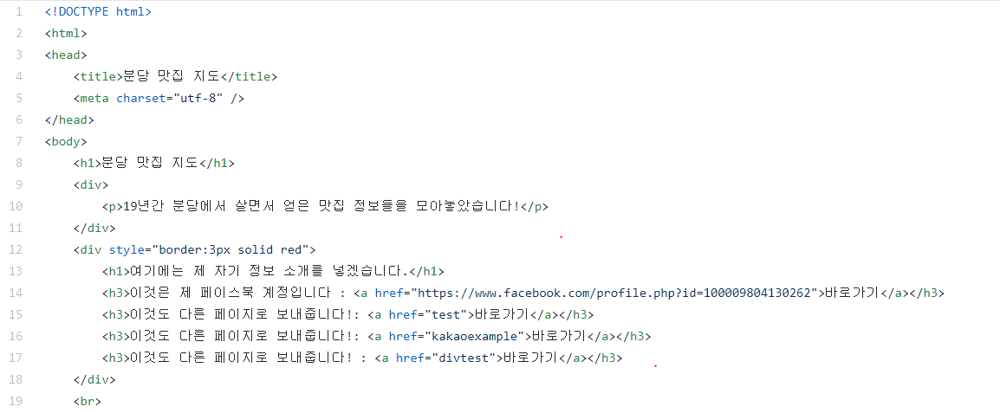 1 <!DOCTYPE html>
2 <html>
3 <head>
4 <title>분당 맛집 지도</title>
5 <meta charset="utf-8" />
6 </head>
7 <body>
8 <h1>분당 맛집 지도</h1>
9 <div>
10 <p>19년간 분당에서 살면서 얻은 맛집 정보들을 모아놓았습니다!</p>
11 </div>
12 <div style="border:3px solid red">
13 <h1>여기에는 제 자기 정보 소개를 넣겠습니다.</h1>
14 <h3>이것은 제 페이스북 계정입니다 : <a href="https://www.facebook.com/profile.php?id=100009804130262">바로가기</a></h3>
15 <h3>이것도 다른 페이지로 보내줍니다!: <a href="test">바로가기</a></h3>
16 <h3>이것도 다른 페이지로 보내줍니다!: <a href="kakaoexample">바로가기</a></h3>
17 <h3>이것도 다른 페이지로 보내줍니다! : <a href="divtest">바로가기</a></h3>
18 </div>
19 <br>